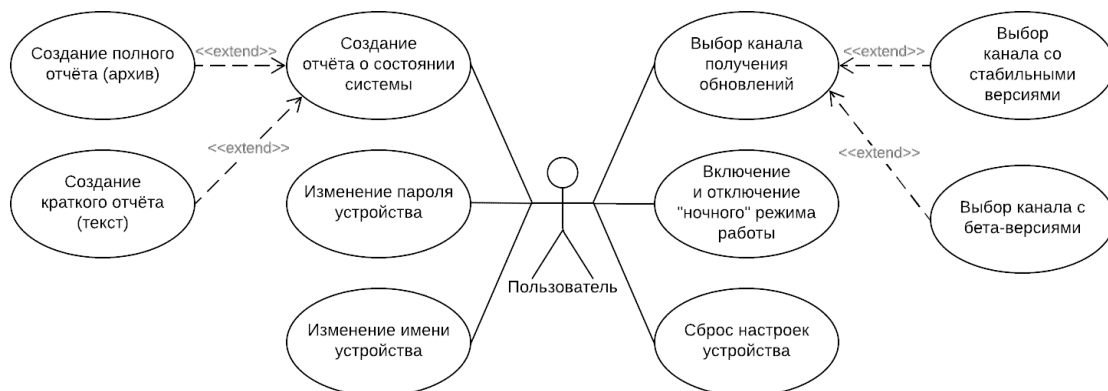 Создание полного
отчёта (архив)
<<extend>>
Создание
отчёта о состоянии
системы
Выбор канала
получения
обновлений
<<extend>>
Выбор
канала со
стабильными
версиями
<<extend>>
<<extend>>
Создание
краткого отчёта
(текст)
Изменение пароля
устройства
Включение
и отключение
"ночного" режима
работы
Выбор канала с
бета-версиями
Пользователь
Изменение имени
устройства
Сброс настроек
устройства